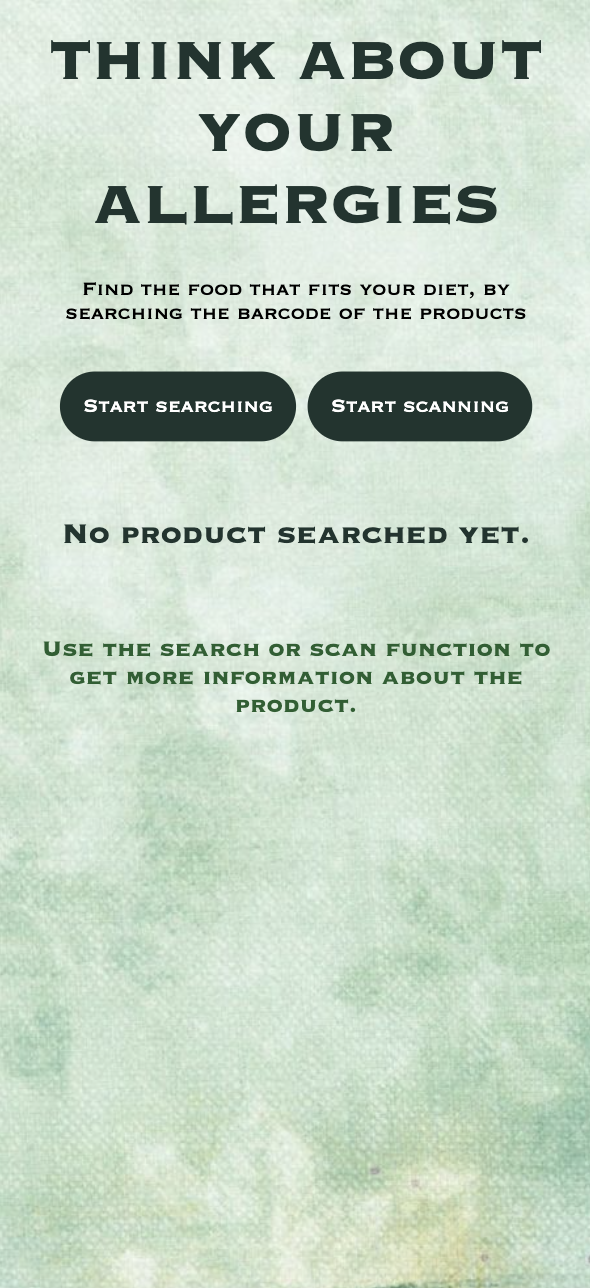 THINK ABOUT
YOUR
ALLERGIES
Find the food that fits your diet, by
searching the barcode of the products
Start searching
Start scanning
No product searched yet.
Use the search or scan function to
get more information about the
product.